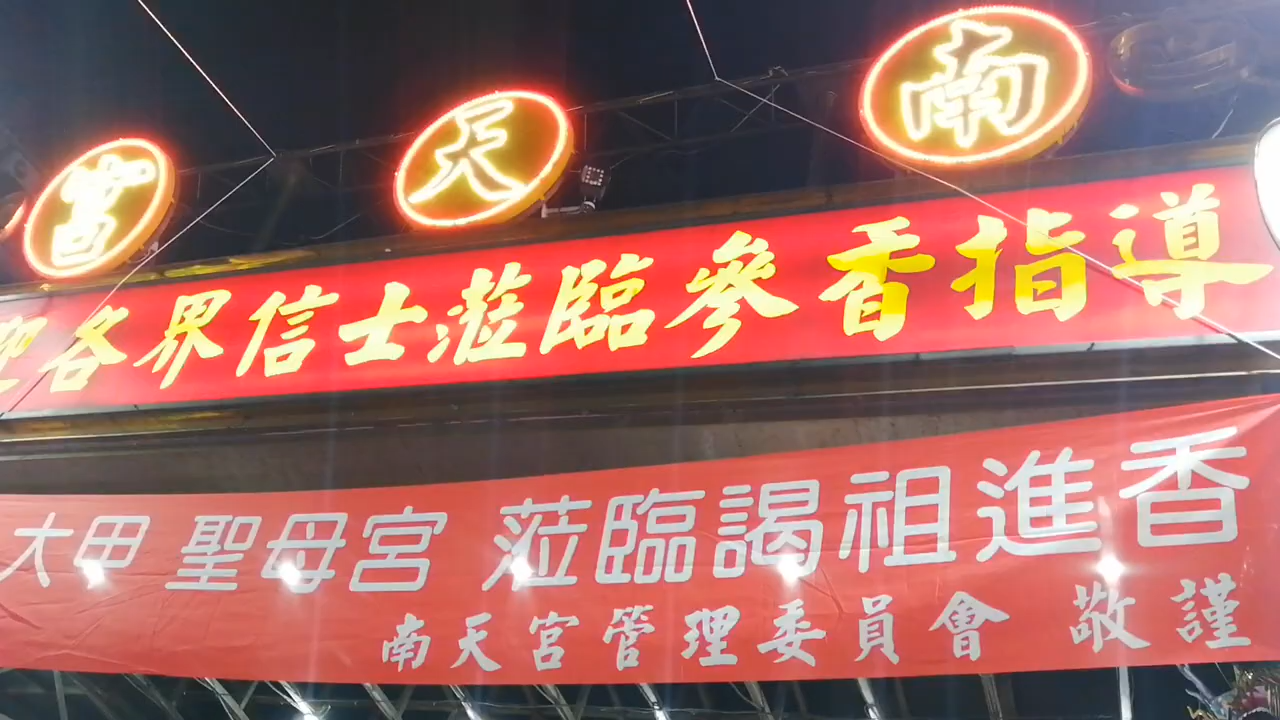 南天宮
迎各界信士蒞臨參香指導
大甲 聖母宮 蒞臨謁祖進香
南天宮管理委員會 敬謹